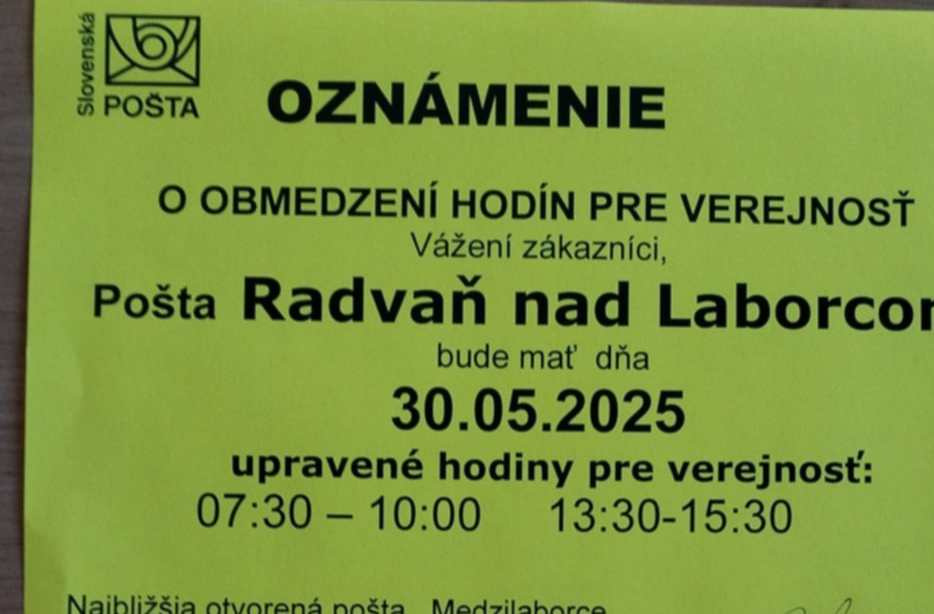 Slovenská
POŠTA
OZNÁMENIE
O OBMEDZENÍ HODÍN PRE VEREJNOSŤ
Vážení zákazníci,
Pošta Radvaň nad
bude mať dňa
30.05.2025
upravené hodiny pre verejnosť:
07:30 – 10:00 13:30-15:30
Najbližšia otvorená pošta Medzilaborce